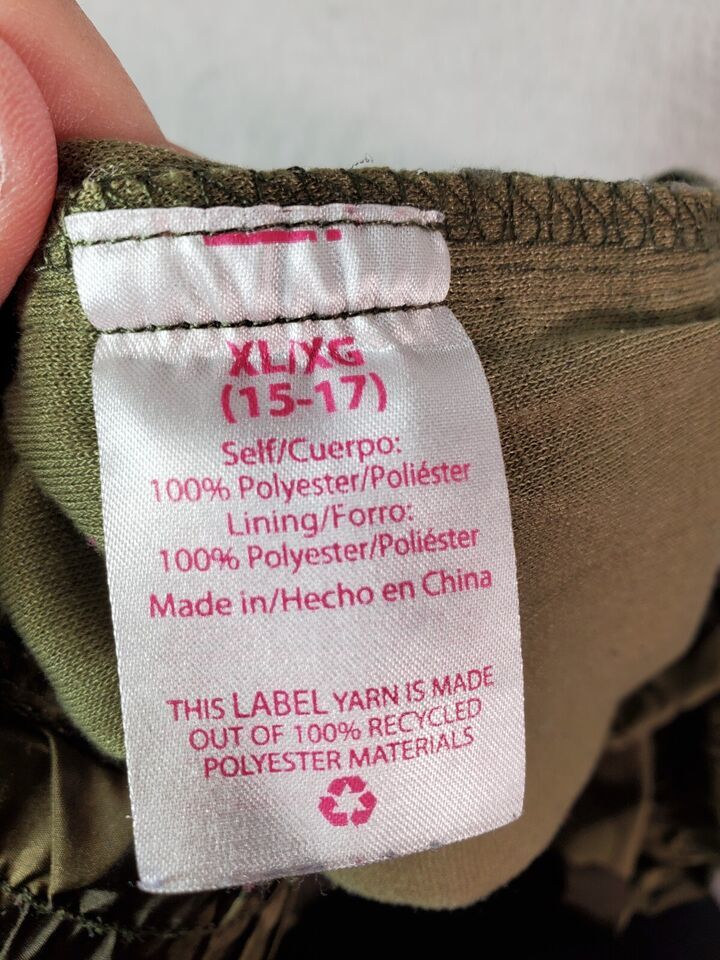 XL/XG
(15-17)
Self/Cuerpo:
100% Polyester/Poliéster
Lining/Forro:
100% Polyester/Poliéster
Made in/Hecho en China
THIS LABEL YARN IS MADE
OUT OF 100% RECYCLED
POLYESTER MATERIALS